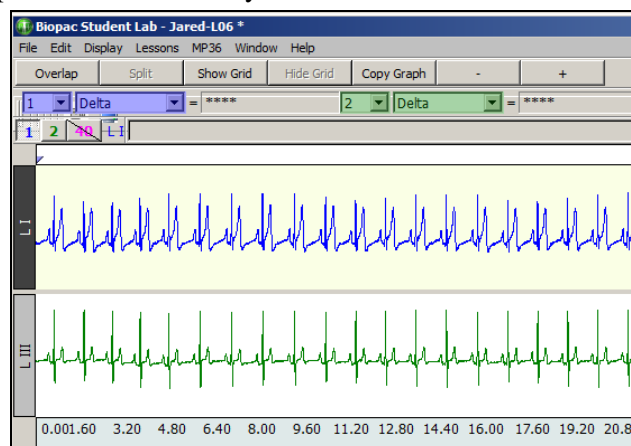 Biopac Student Lab - Jared-L06 *
File Edit Display Lessons MP36 Window Help
Overlap Split Show Grid Hide Grid Copy Graph - +
1 Delta = **** 2 Delta = ****
1 2 40 L I
L I
L III
0.00 1.60 3.20 4.80 6.40 8.00 9.60 11.20 12.80 14.40 16.00 17.60 19.20 20.8